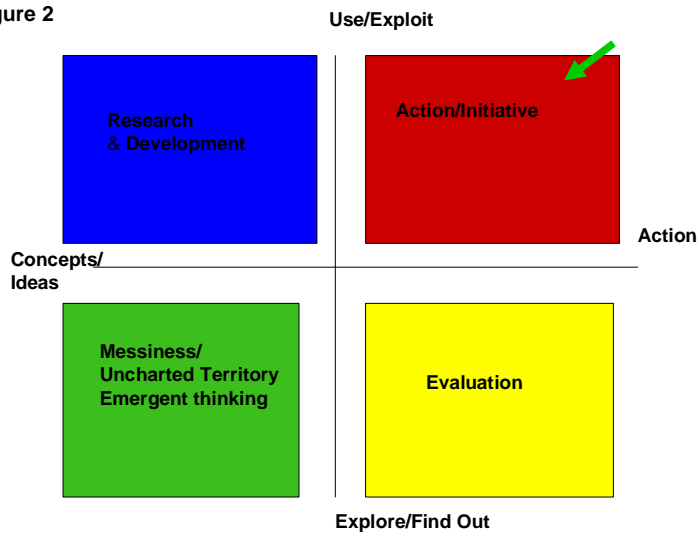 gure 2
Use/Exploit
Research
& Development
Action/Initiative
Action
Concepts/
Ideas
Messiness/
Uncharted Territory
Emergent thinking
Evaluation
Explore/Find Out